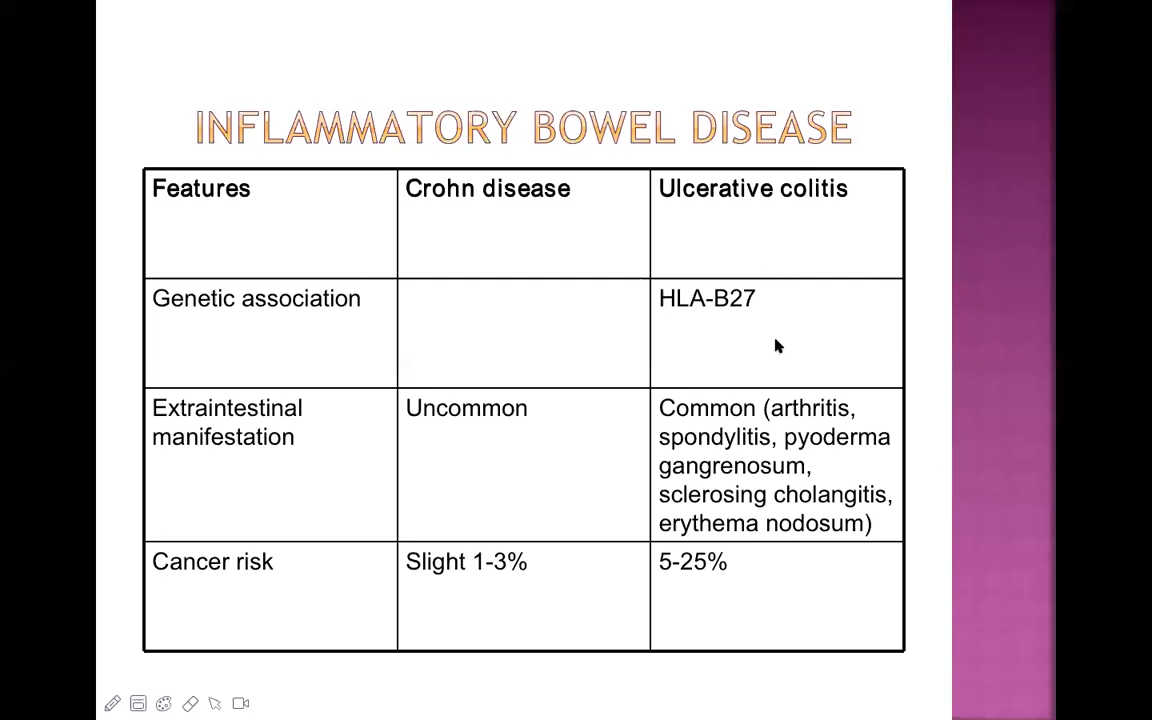 INFLAMMATORY BOWEL DISEASE
Features
Crohn disease
Ulcerative colitis
Genetic association
HLA-B27
Extraintestinal
manifestation
Uncommon
Common (arthritis,
spondylitis, pyoderma
gangrenosum,
sclerosing cholangitis,
erythema nodosum)
Cancer risk
Slight 1-3%
5-25%